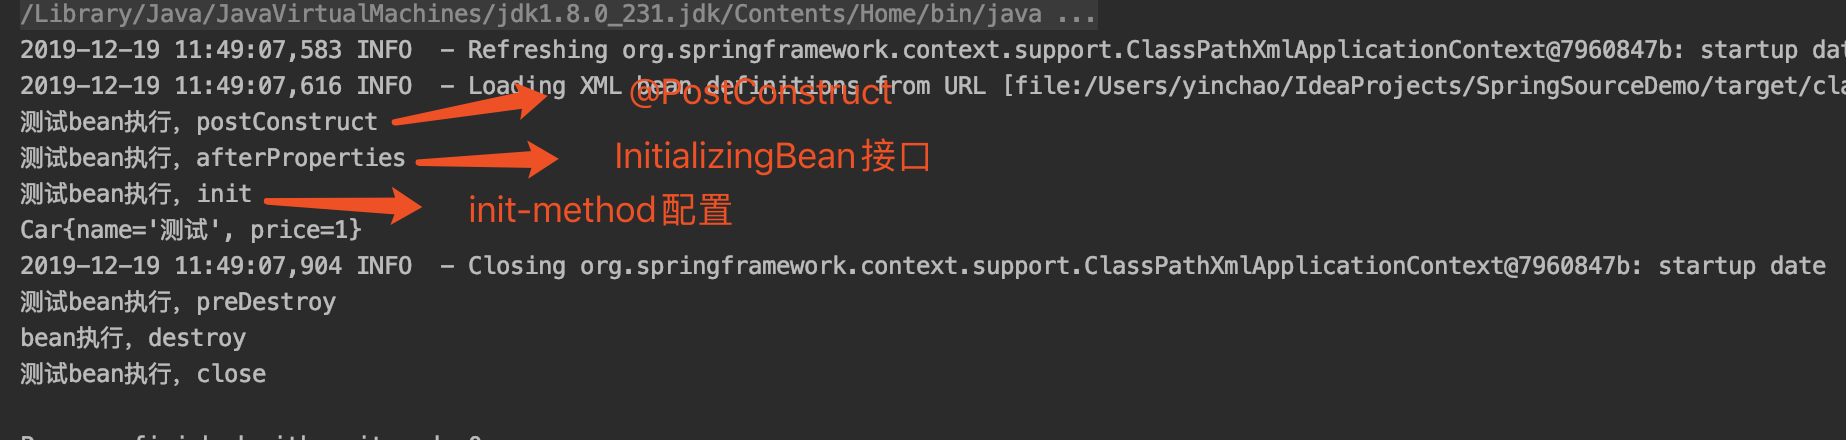 /Library/Java/JavaVirtualMachines/jdk1.8.0_231.jdk/Contents/Home/bin/java ...
2019-12-19 11:49:07,583 INFO  - Refreshing org.springframework.context.support.ClassPathXmlApplicationContext@7960847b: startup dat
2019-12-19 11:49:07,616 INFO  - Loading XML bean definitions from URL [file:/Users/yinchao/IdeaProjects/SpringSourceDemo/target/cla
@PostConstruct
测试bean执行，postConstruct
测试bean执行，afterProperties
InitializingBean接口
测试bean执行，init
init-method配置
Car{name='测试', price=1}
2019-12-19 11:49:07,904 INFO  - Closing org.springframework.context.support.ClassPathXmlApplicationContext@7960847b: startup date
测试bean执行，preDestroy
bean执行，destroy
测试bean执行，close